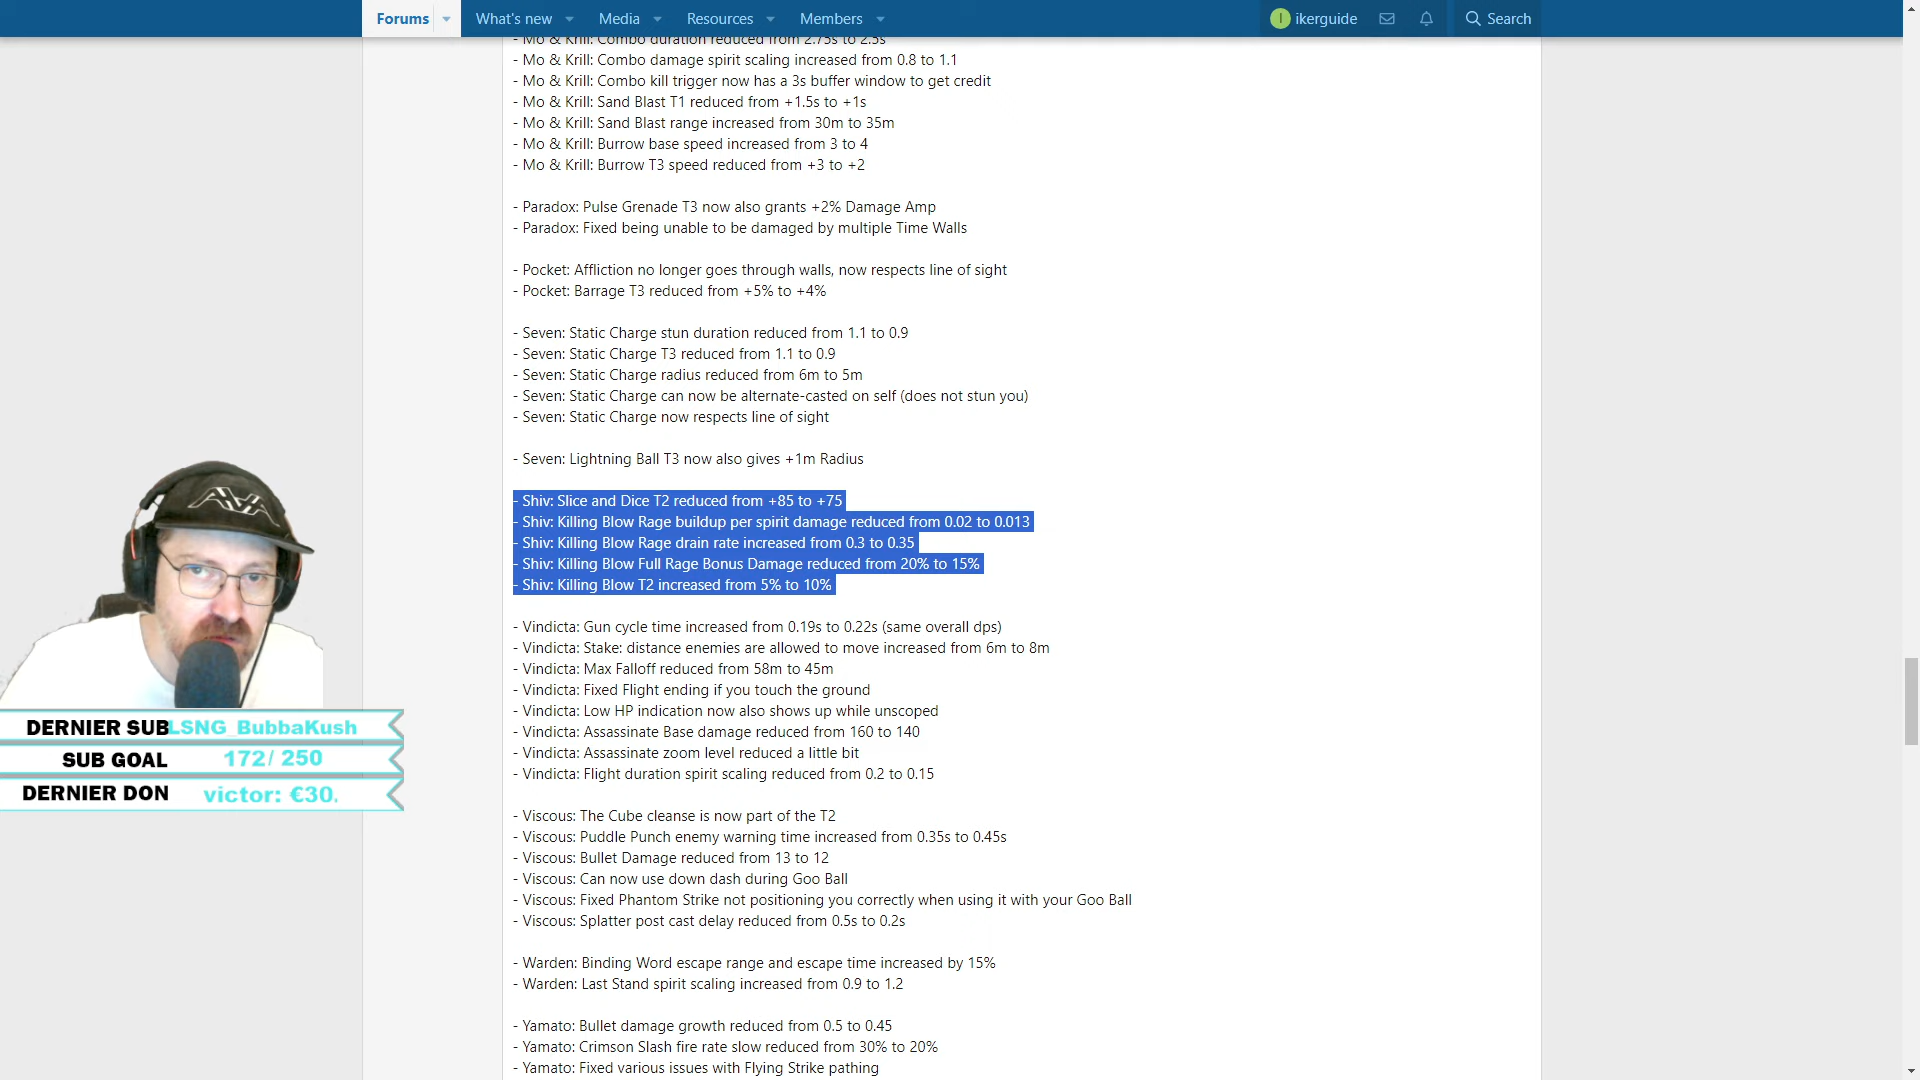 Forums
What's new
Media
Resources
Members
I ikerguide
Search
- Mo & Krill: Combo duration reduced from 2.75s to 2.5s
- Mo & Krill: Combo damage spirit scaling increased from 0.8 to 1.1
- Mo & Krill: Combo kill trigger now has a 3s buffer window to get credit
- Mo & Krill: Sand Blast T1 reduced from +1.5s to +1s
- Mo & Krill: Sand Blast range increased from 30m to 35m
- Mo & Krill: Burrow base speed increased from 3 to 4
- Mo & Krill: Burrow T3 speed reduced from +3 to +2
- Paradox: Pulse Grenade T3 now also grants +2% Damage Amp
- Paradox: Fixed being unable to be damaged by multiple Time Walls
- Pocket: Affliction no longer goes through walls, now respects line of sight
- Pocket: Barrage T3 reduced from +5% to +4%
- Seven: Static Charge stun duration reduced from 1.1 to 0.9
- Seven: Static Charge T3 reduced from 1.1 to 0.9
- Seven: Static Charge radius reduced from 6m to 5m
- Seven: Static Charge can now be alternate-casted on self (does not stun you)
- Seven: Static Charge now respects line of sight
- Seven: Lightning Ball T3 now also gives +1m Radius
- Shiv: Slice and Dice T2 reduced from +85 to +75
- Shiv: Killing Blow Rage buildup per spirit damage reduced from 0.02 to 0.013
- Shiv: Killing Blow Rage drain rate increased from 0.3 to 0.35
- Shiv: Killing Blow Full Rage Bonus Damage reduced from 20% to 15%
- Shiv: Killing Blow T2 increased from 5% to 10%
- Vindicta: Gun cycle time increased from 0.19s to 0.22s (same overall dps)
- Vindicta: Stake: distance enemies are allowed to move increased from 6m to 8m
- Vindicta: Max Falloff reduced from 58m to 45m
- Vindicta: Fixed Flight ending if you touch the ground
- Vindicta: Low HP indication now also shows up while unscoped
- Vindicta: Assassinate Base damage reduced from 160 to 140
- Vindicta: Assassinate zoom level reduced a little bit
- Vindicta: Flight duration spirit scaling reduced from 0.2 to 0.15
- Viscous: The Cube cleanse is now part of the T2
- Viscous: Puddle Punch enemy warning time increased from 0.35s to 0.45s
- Viscous: Bullet Damage reduced from 13 to 12
- Viscous: Can now use down dash during Goo Ball
- Viscous: Fixed Phantom Strike not positioning you correctly when using it with your Goo Ball
- Viscous: Splatter post cast delay reduced from 0.5s to 0.2s
- Warden: Binding Word escape range and escape time increased by 15%
- Warden: Last Stand spirit scaling increased from 0.9 to 1.2
- Yamato: Bullet damage growth reduced from 0.5 to 0.45
- Yamato: Crimson Slash fire rate slow reduced from 30% to 20%
- Yamato: Fixed various issues with Flying Strike pathing
DERNIER SUB LSNG_BubbaKush
SUB GOAL 172/ 250
DERNIER DON victor: €30.